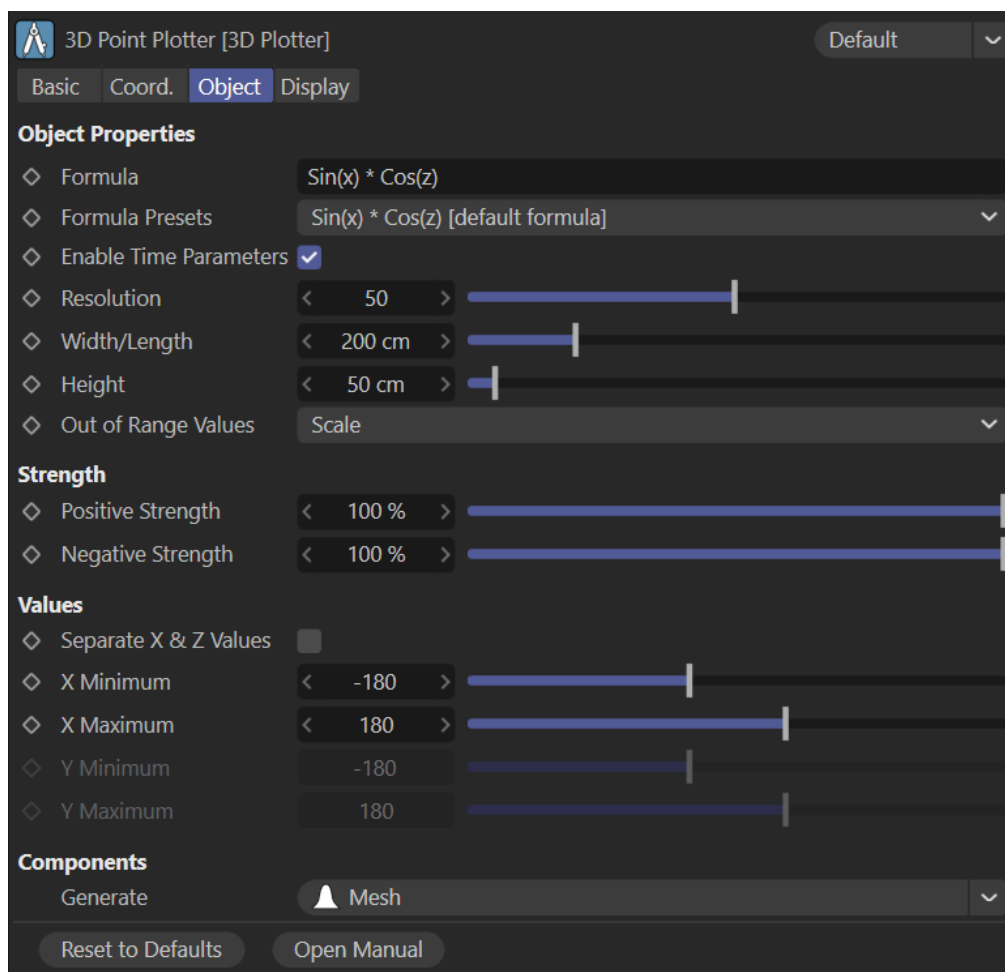 3D Point Plotter [3D Plotter] Default
Basic Coord. Object Display
Object Properties
Formula Sin(x) * Cos(z)
Formula Presets Sin(x) * Cos(z) [default formula]
Enable Time Parameters
Resolution 50
Width/Length 200 cm
Height 50 cm
Out of Range Values Scale
Strength
Positive Strength 100 %
Negative Strength 100 %
Values
Separate X & Z Values
X Minimum -180
X Maximum 180
Y Minimum -180
Y Maximum 180
Components
Generate Mesh
Reset to Defaults Open Manual